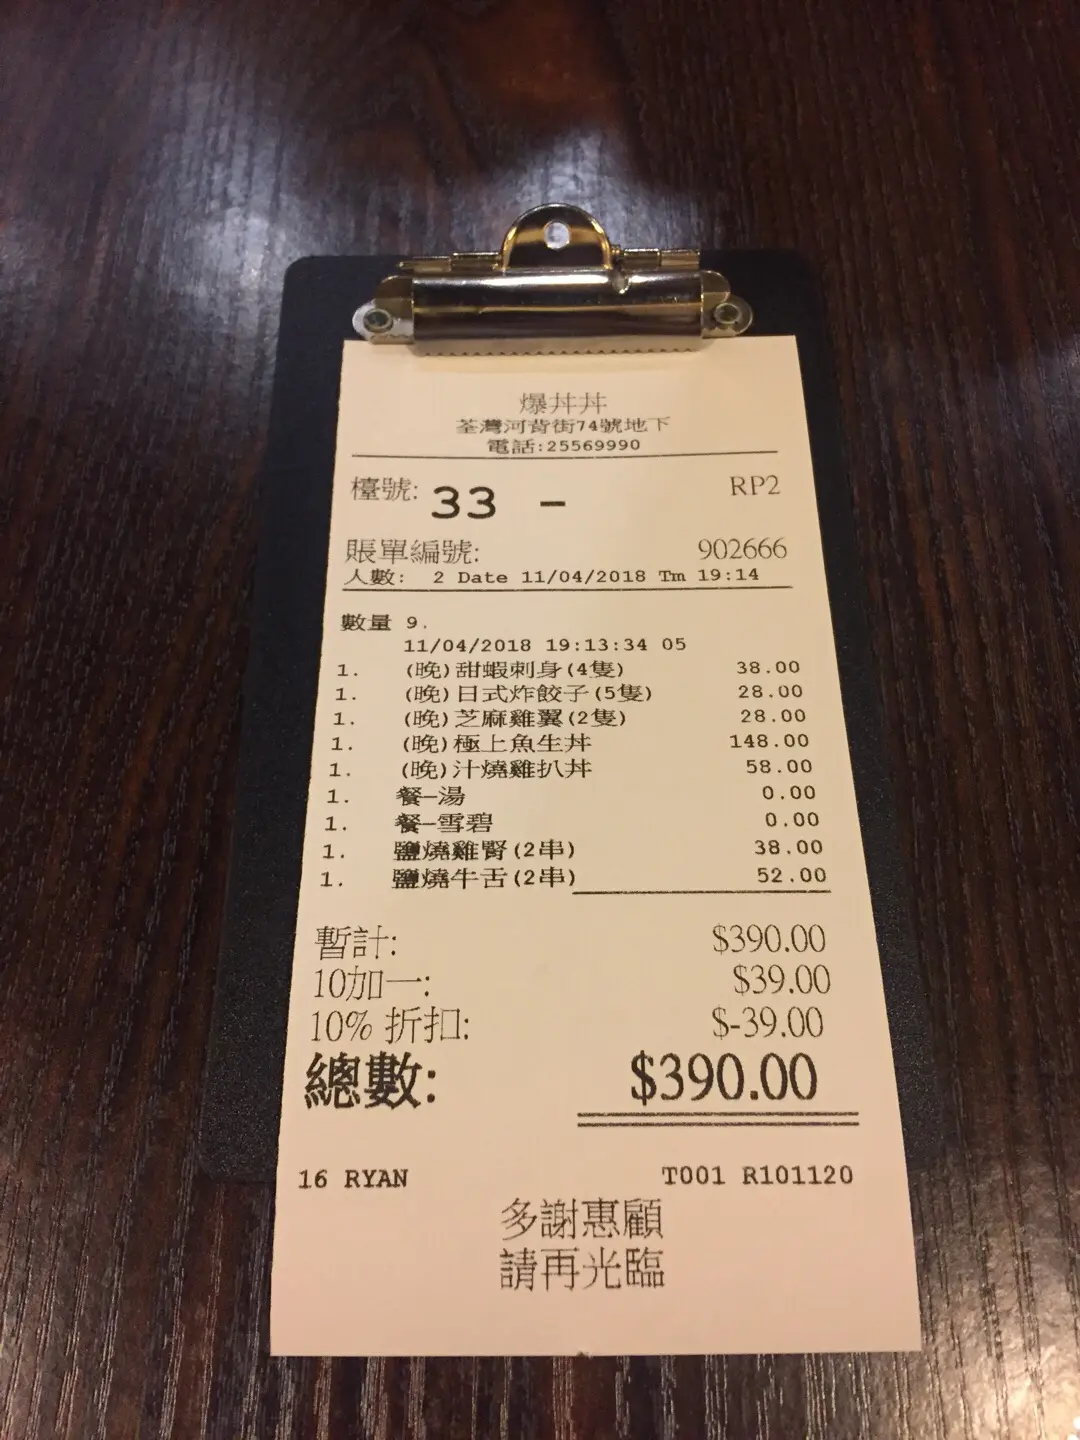 爆丼丼
荃灣河背街74號地下
電話:25569990
檯號: 33 - RP2
賬單編號: 902666
人數: 2 Date 11/04/2018 Tm 19:14
數量 9.
11/04/2018 19:13:34 05
1. (晚)甜蝦刺身(4隻) 38.00
1. (晚)日式炸餃子(5隻) 28.00
1. (晚)芝麻雞翼(2隻) 28.00
1. (晚)極上魚生丼 148.00
1. (晚)汁燒雞扒丼 58.00
1. 餐—湯 0.00
1. 餐—雪碧 0.00
1. 鹽燒雞腎(2串) 38.00
1. 鹽燒牛舌(2串) 52.00
暫計: $390.00
10加一: $39.00
10% 折扣: $-39.00
總數: $390.00
16 RYAN T001 R101120
多謝惠顧
請再光臨